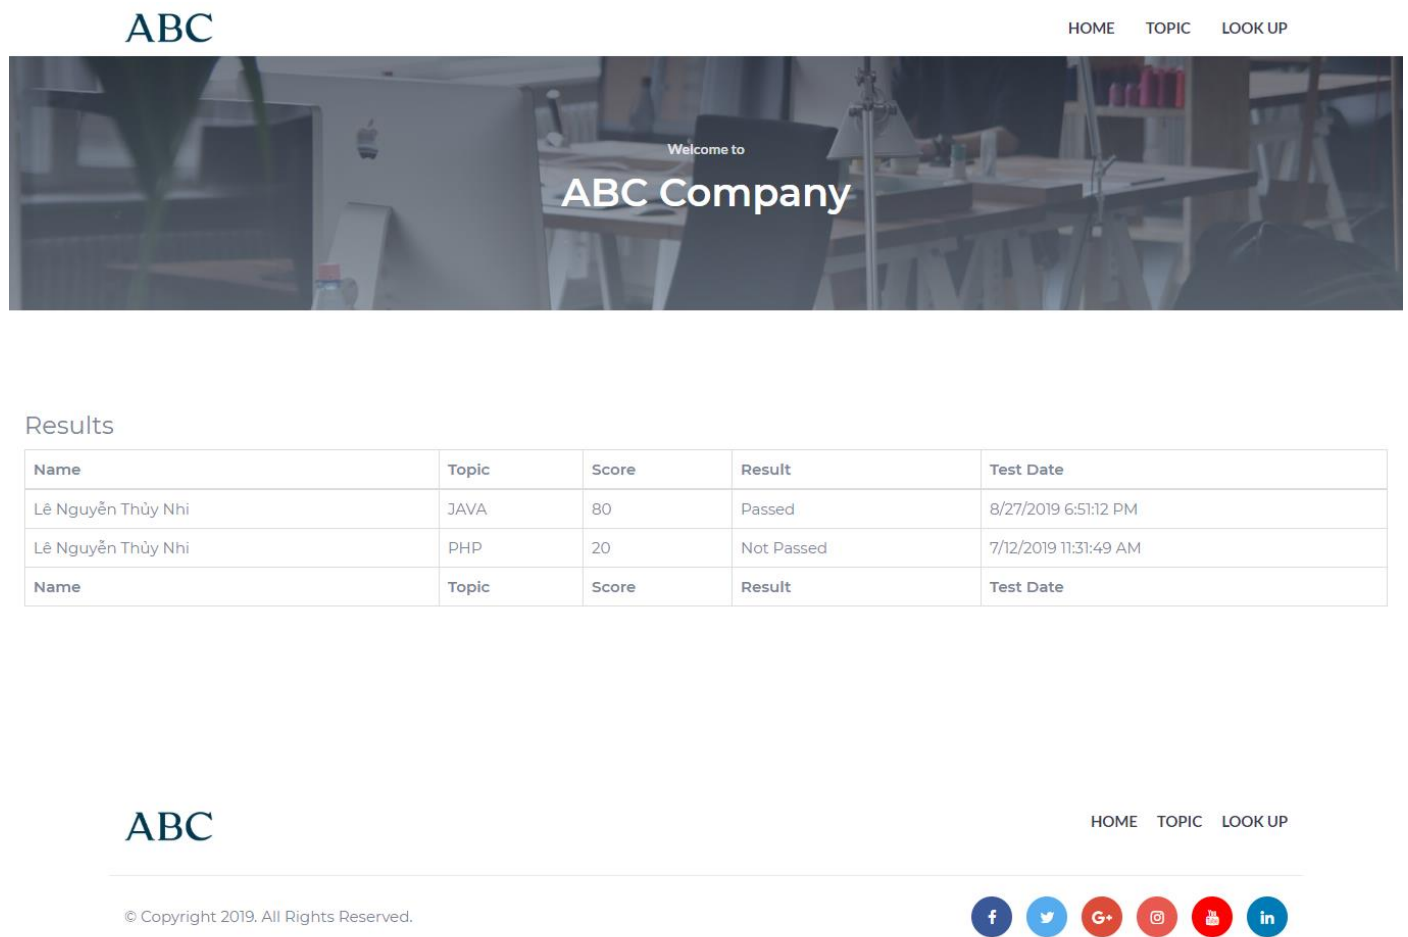 ABC
HOME TOPIC LOOK UP
Welcome to
ABC Company
Results
Name Topic Score Result Test Date
Lê Nguyễn Thủy Nhi JAVA 80 Passed 8/27/2019 6:51:12 PM
Lê Nguyễn Thủy Nhi PHP 20 Not Passed 7/12/2019 11:31:49 AM
Name Topic Score Result Test Date
ABC
HOME TOPIC LOOK UP
© Copyright 2019. All Rights Reserved.
f G+ in